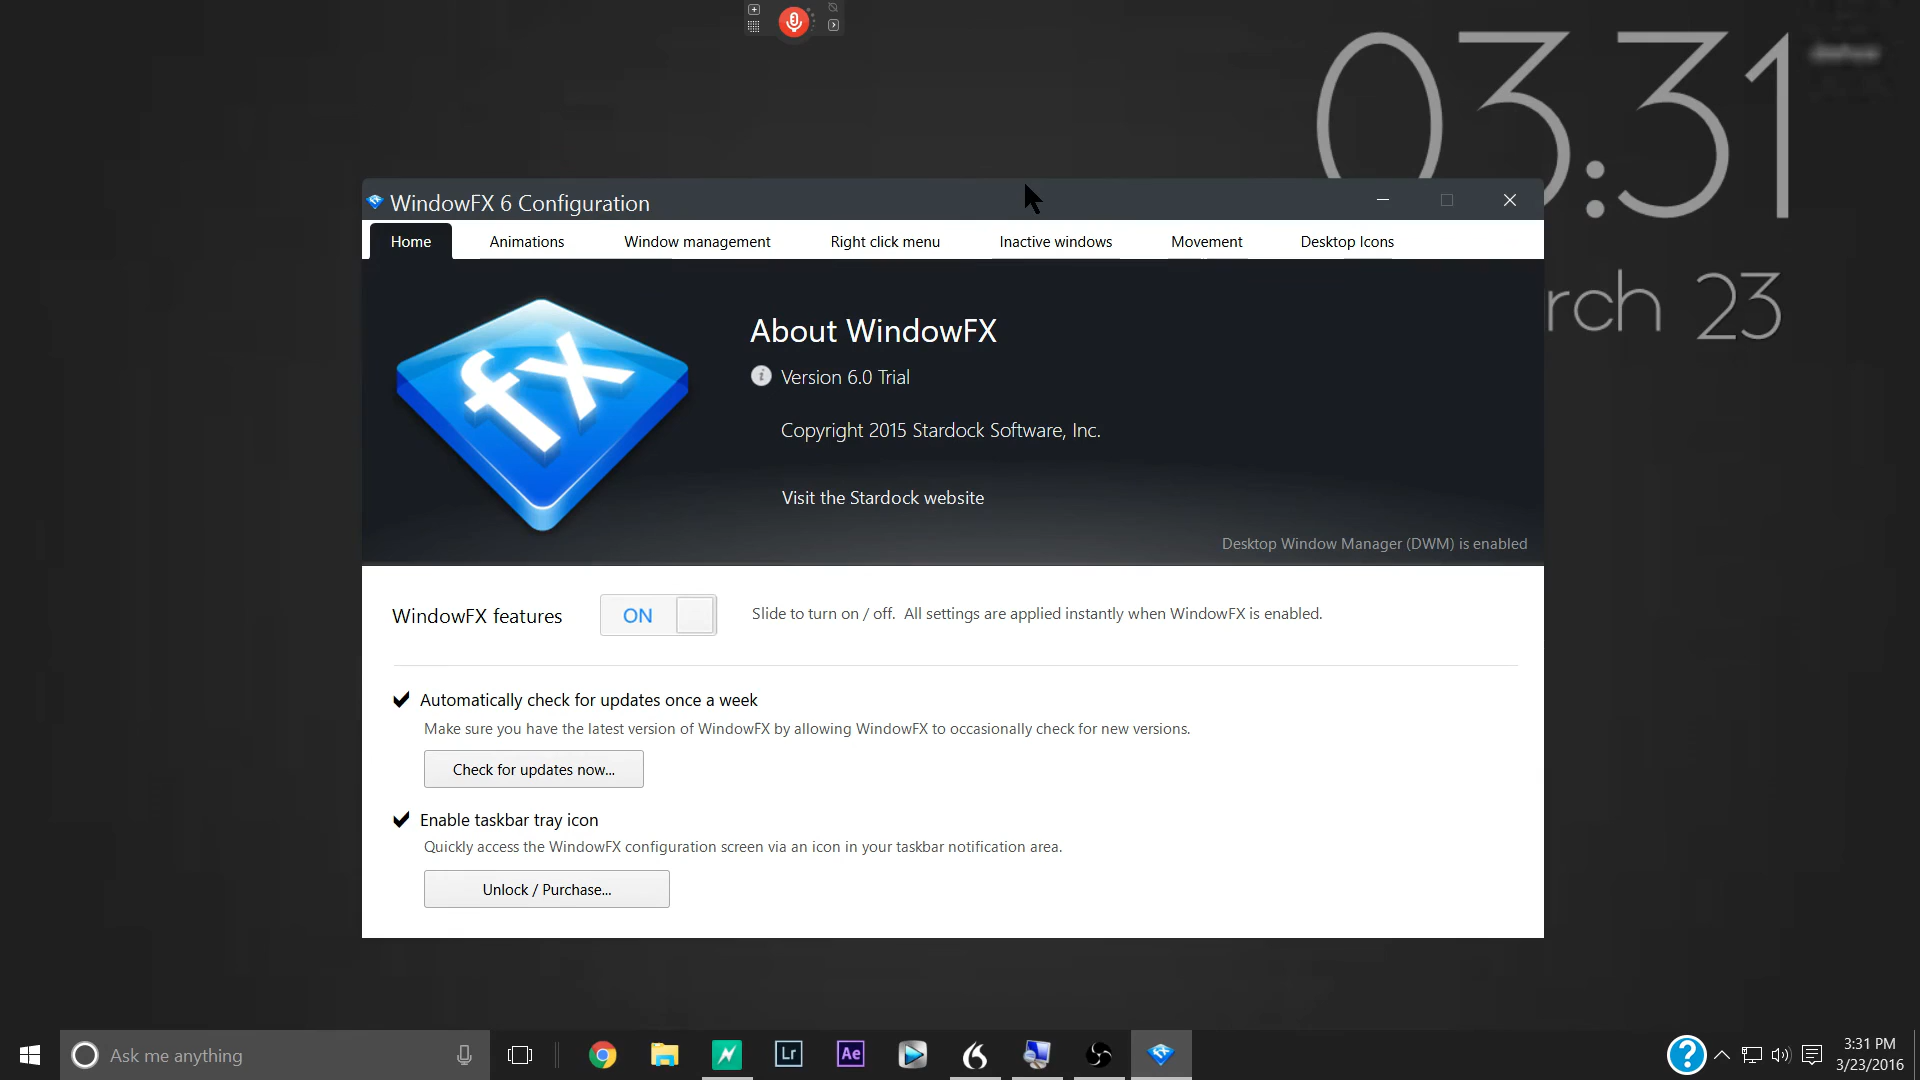 03:31
rch 23
WindowFX 6 Configuration
Home Animations Window management Right click menu Inactive windows Movement Desktop Icons
fx
About WindowFX
Version 6.0 Trial
Copyright 2015 Stardock Software, Inc.
Visit the Stardock website
Desktop Window Manager (DWM) is enabled
WindowFX features ON Slide to turn on / off. All settings are applied instantly when WindowFX is enabled.
Automatically check for updates once a week
Make sure you have the latest version of WindowFX by allowing WindowFX to occasionally check for new versions.
Check for updates now...
Enable taskbar tray icon
Quickly access the WindowFX configuration screen via an icon in your taskbar notification area.
Unlock / Purchase...
Ask me anything Lr Ae ? 3:31 PM
3/23/2016